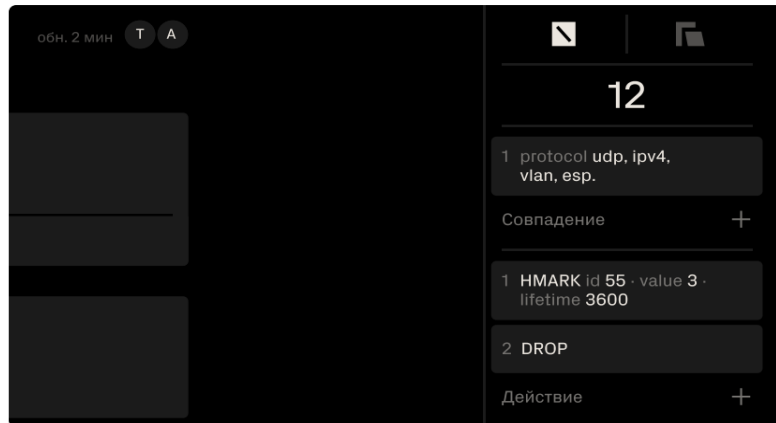 обн. 2 мин T A
12
1 protocol udp, ipv4,
vlan, esp.
Совпадение +
1 HMARK id 55 · value 3 ·
lifetime 3600
2 DROP
Действие +